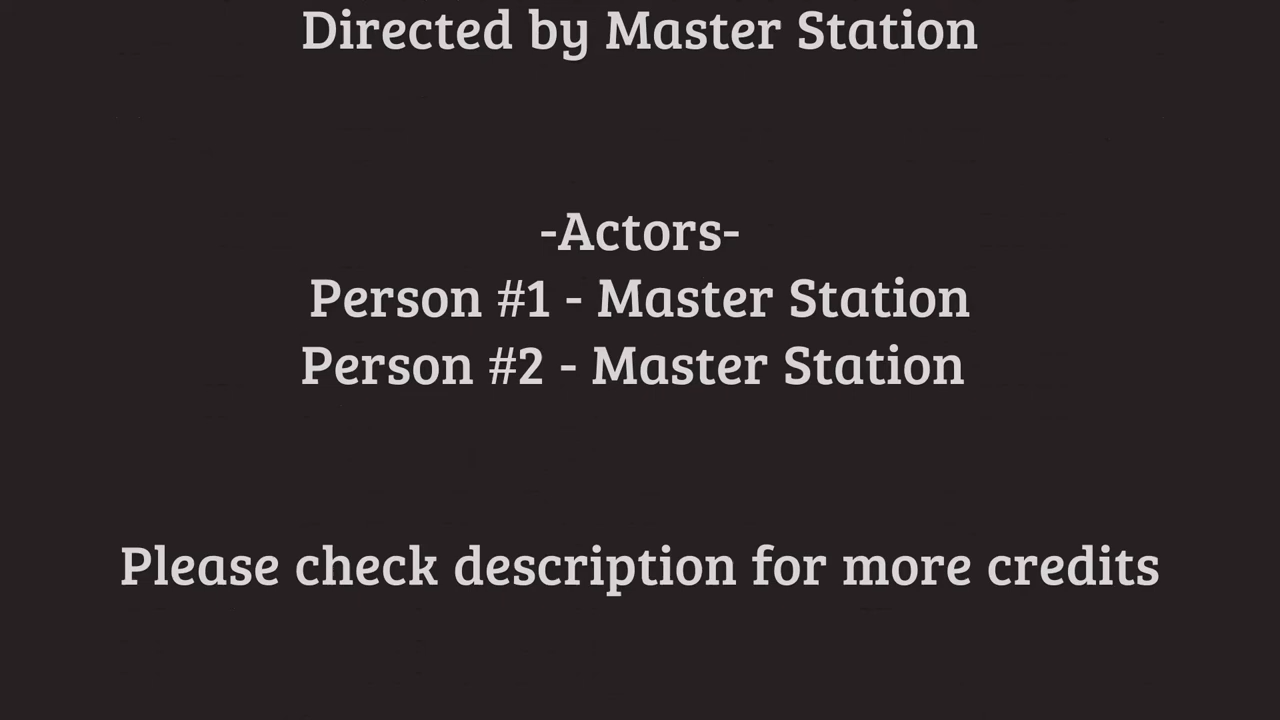 Directed by Master Station
-Actors-
Person #1 - Master Station
Person #2 - Master Station
Please check description for more credits